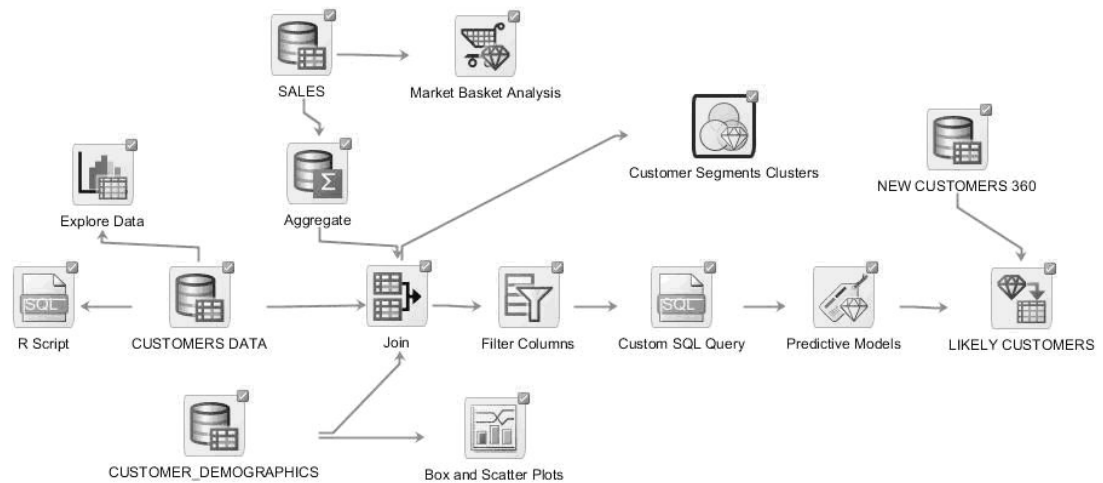 SALES
Market Basket Analysis
Customer Segments Clusters
NEW CUSTOMERS 360
Explore Data
Aggregate
SQL
R Script
CUSTOMERS DATA
Join
Filter Columns
SQL
Custom SQL Query
Predictive Models
LIKELY CUSTOMERS
CUSTOMER_DEMOGRAPHICS
Box and Scatter Plots
Σ